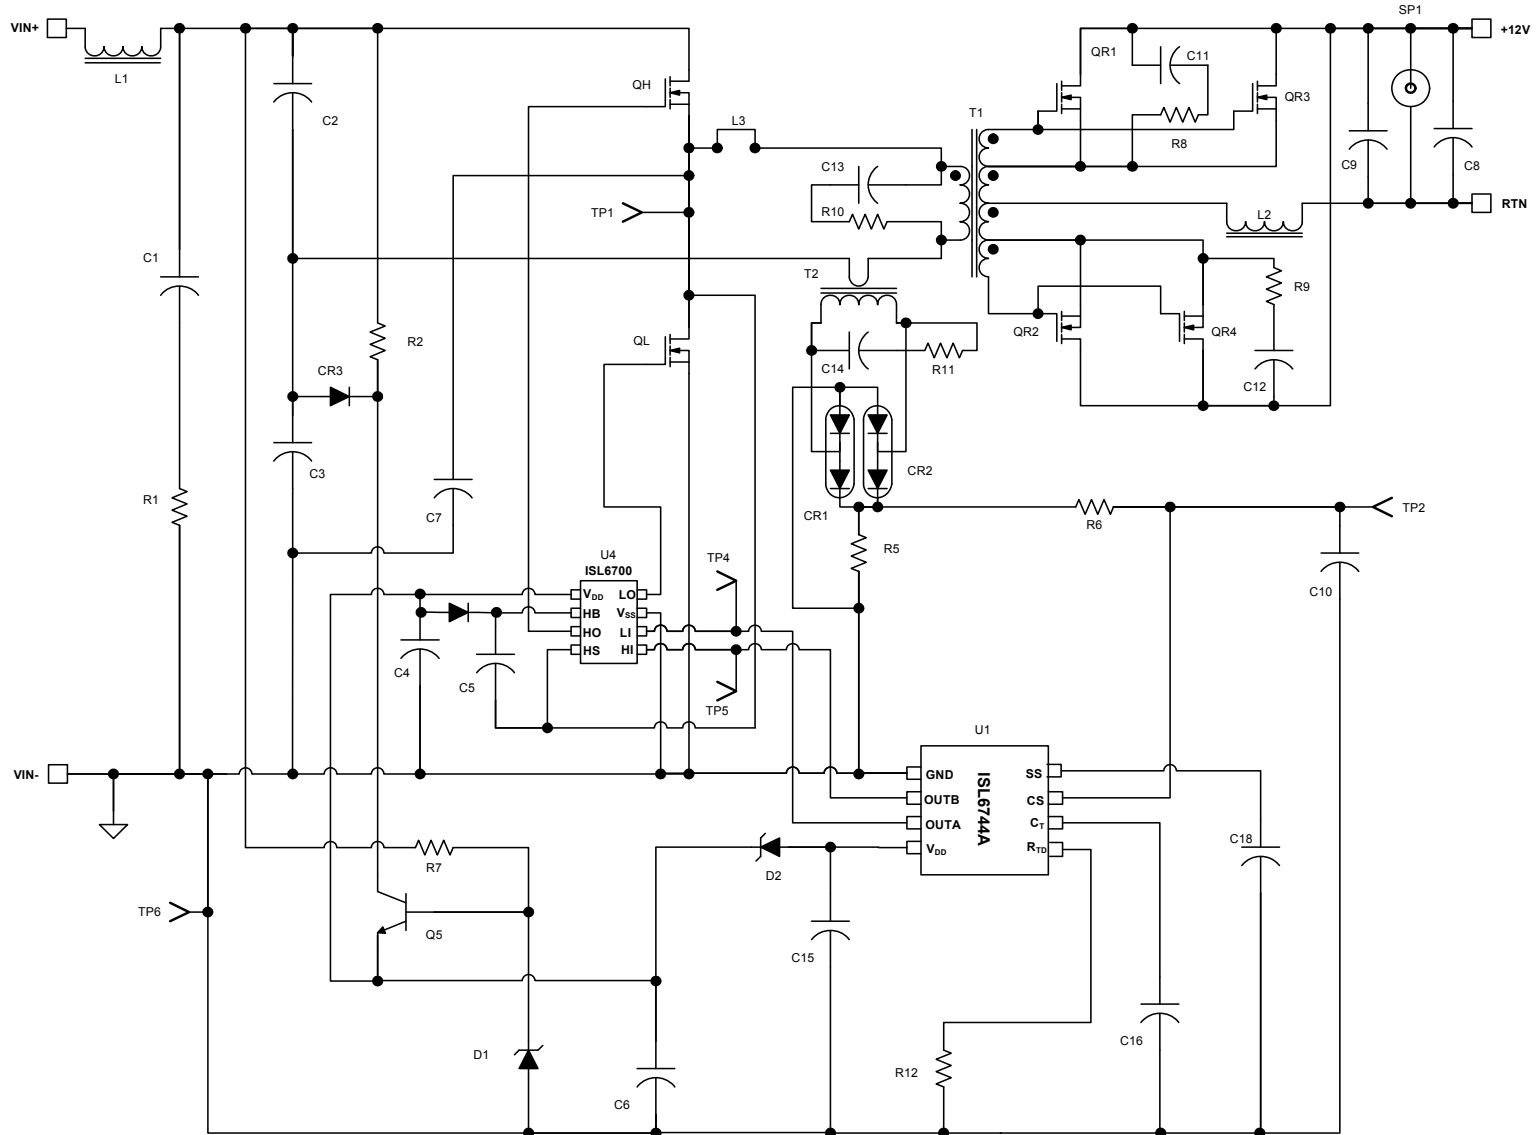 SP1
VIN+
+12V
QR1
C11
L1
QH
QR3
T1
C2
L3
R8
C13
C9
C8
R10
RTN
TP1
L2
C1
T2
R9
QR2
QR4
R2
QL
CR3
C14
R11
C12
C3
CR2
R1
C7
CR1
R6
TP2
R5
U4
TP4
ISL6700
VDD
LO
HB
VSS
HO
LI
HS
HI
C10
C4
C5
TP5
U1
VIN-
GND
SS
OUTB
CS
OUTA
CT
VDD
RTD
ISL6744A
C18
R7
D2
TP6
Q5
C15
D1
C16
R12
C6